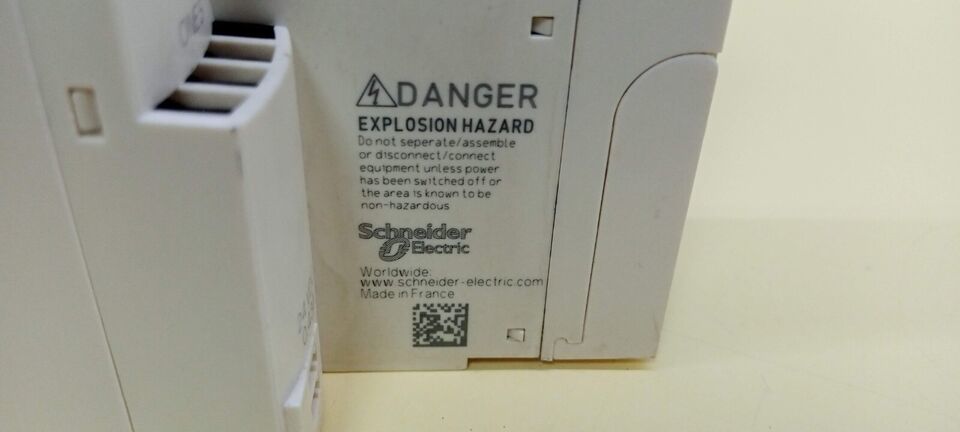 DANGER
EXPLOSION HAZARD
Do not seperate/assemble
or disconnect/connect
equipment unless power
has been switched off or
the area is known to be
non-hazardous
Schneider
Electric
Worldwide:
www.schneider-electric.com
Made in France